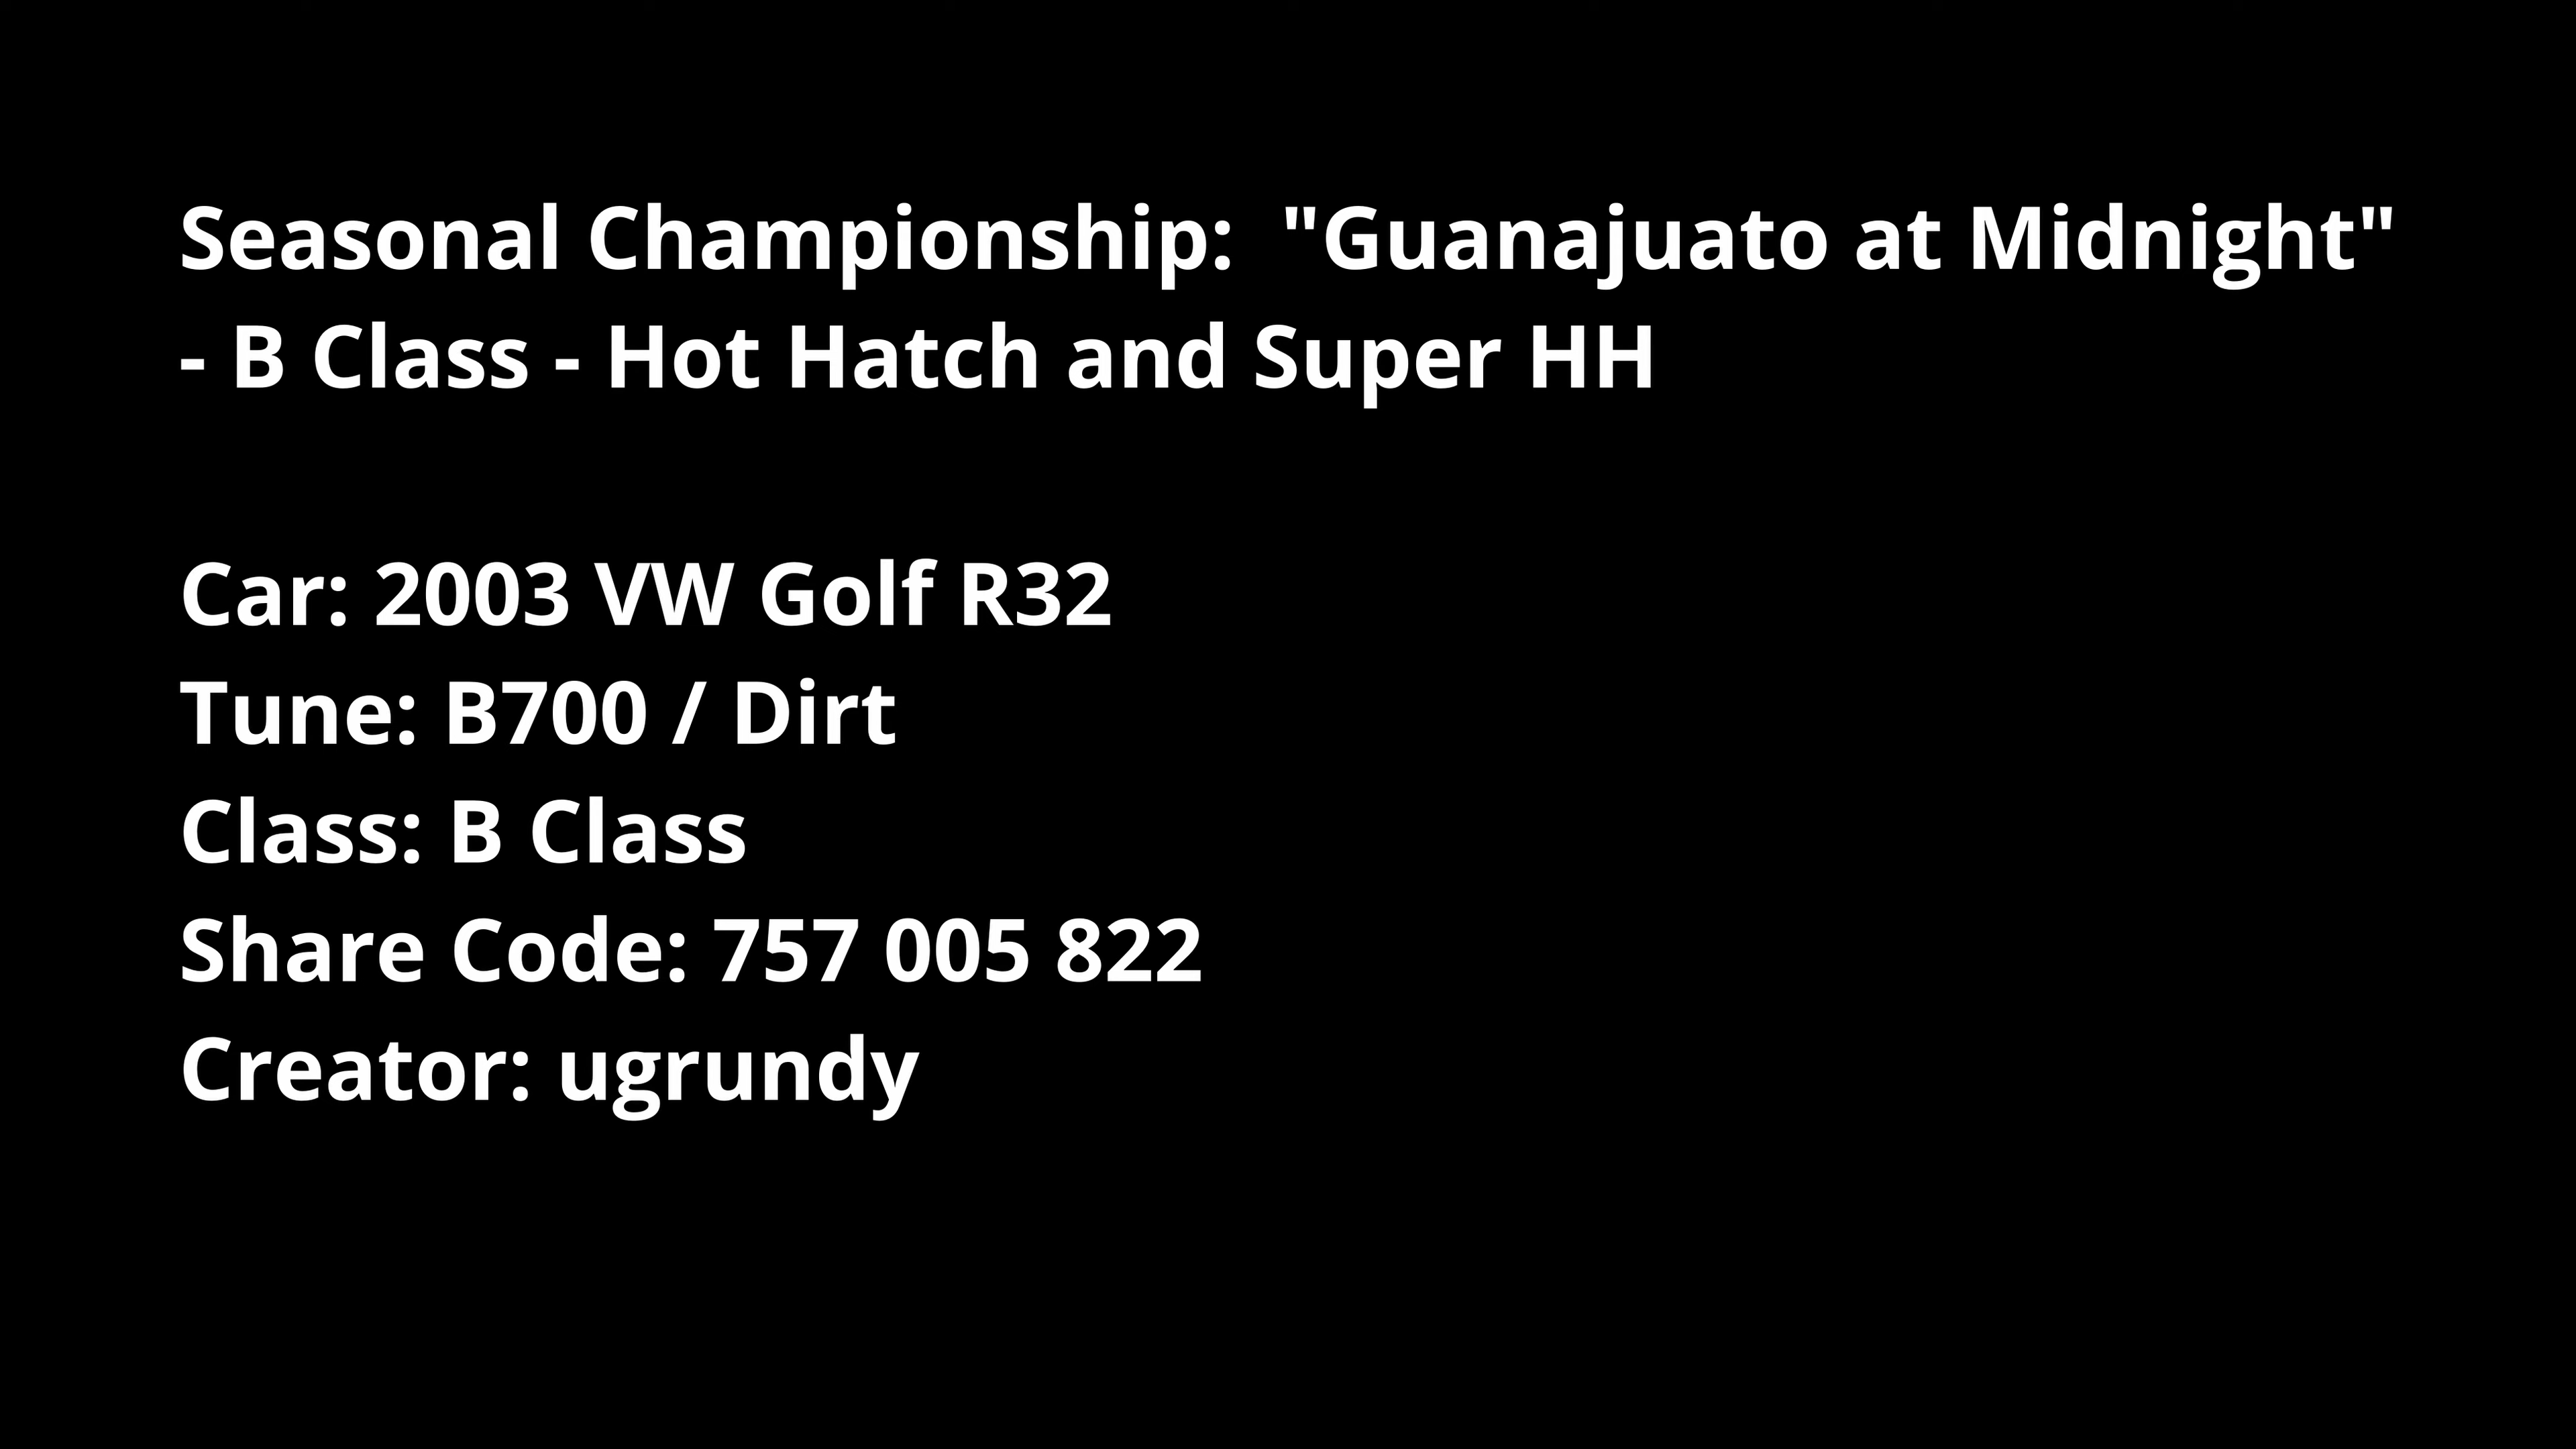 Seasonal Championship:  "Guanajuato at Midnight"
- B Class - Hot Hatch and Super HH
Car: 2003 VW Golf R32
Tune: B700 / Dirt
Class: B Class
Share Code: 757 005 822
Creator: ugrundy